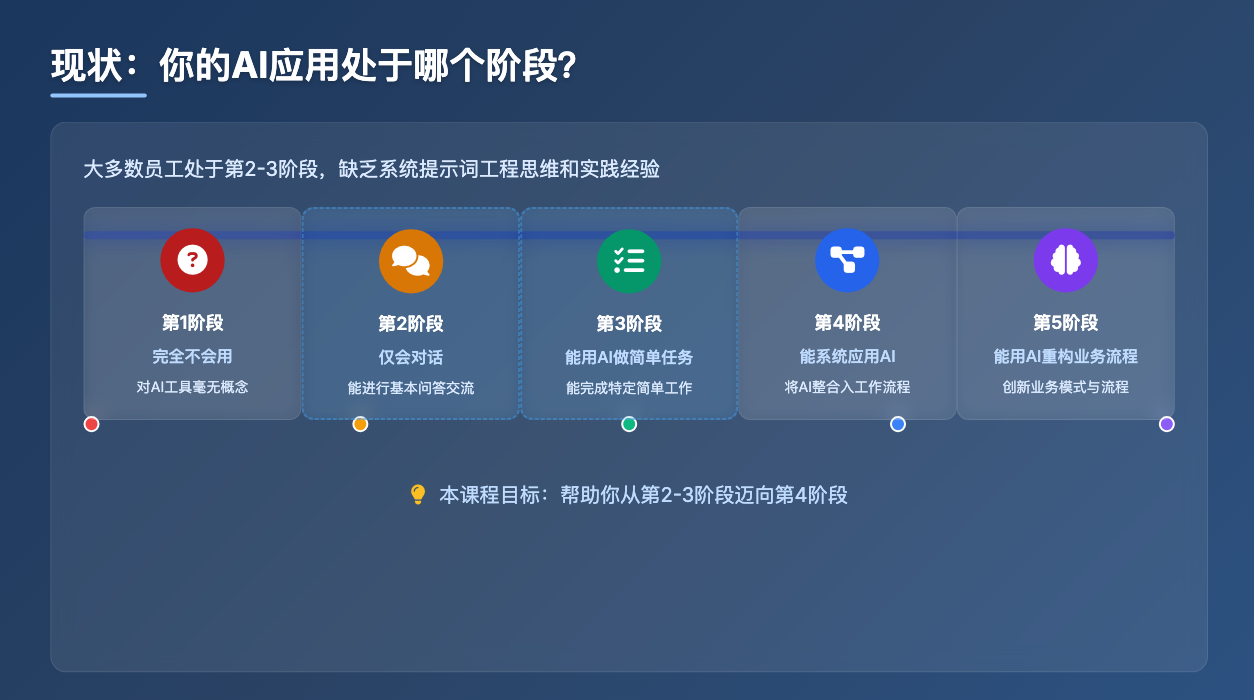 现状：你的AI应用处于哪个阶段?
大多数员工处于第2-3阶段，缺乏系统提示词工程思维和实践经验
?
第1阶段
完全不会用
对AI工具毫无概念
第2阶段
仅会对话
能进行基本问答交流
第3阶段
能用AI做简单任务
能完成特定简单工作
第4阶段
能系统应用AI
将AI整合入工作流程
第5阶段
能用AI重构业务流程
创新业务模式与流程
本课程目标：帮助你从第2-3阶段迈向第4阶段